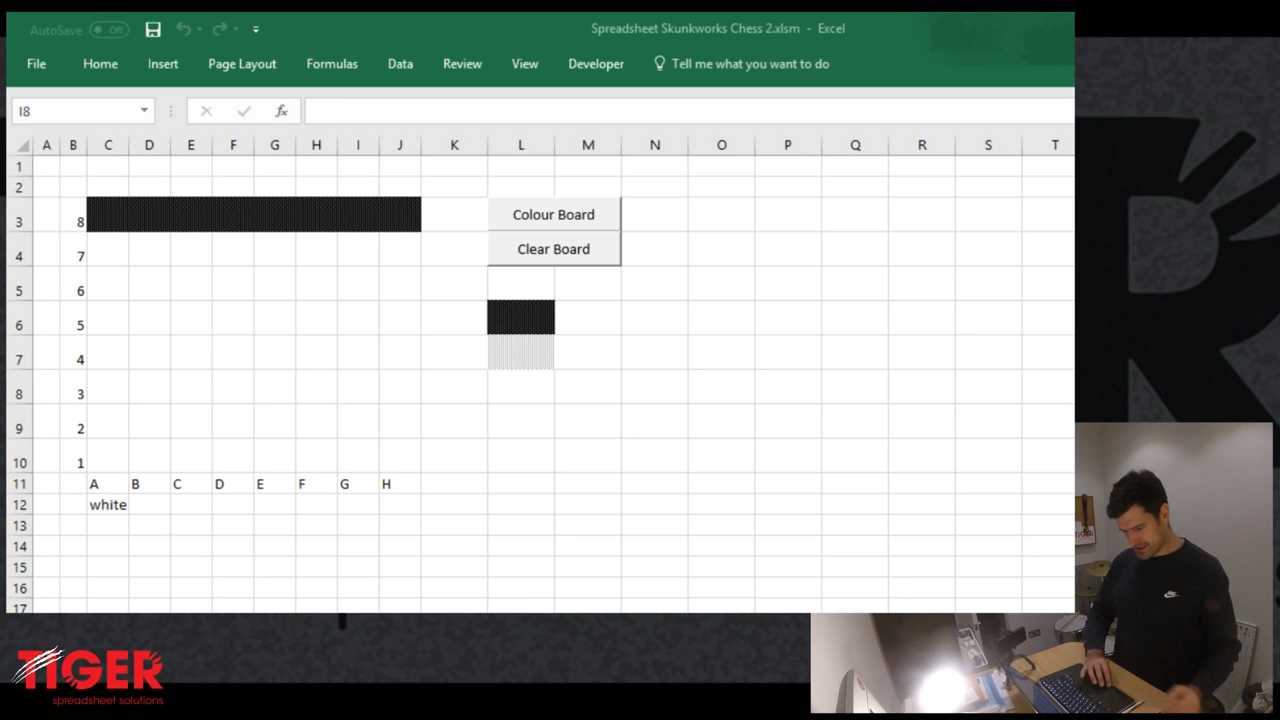 AutoSave Off
Spreadsheet Skunkworks Chess 2.xlsm - Excel
File Home Insert Page Layout Formulas Data Review View Developer Tell me what you want to do
I8 fx
A B C D E F G H I J K L M N O P Q R S T
1
2
3 8 Colour Board
4 7 Clear Board
5 6
6 5
7 4
8 3
9 2
10 1
11 A B C D E F G H
12 white
13
14
15
16
17
TIGER
spreadsheet solutions